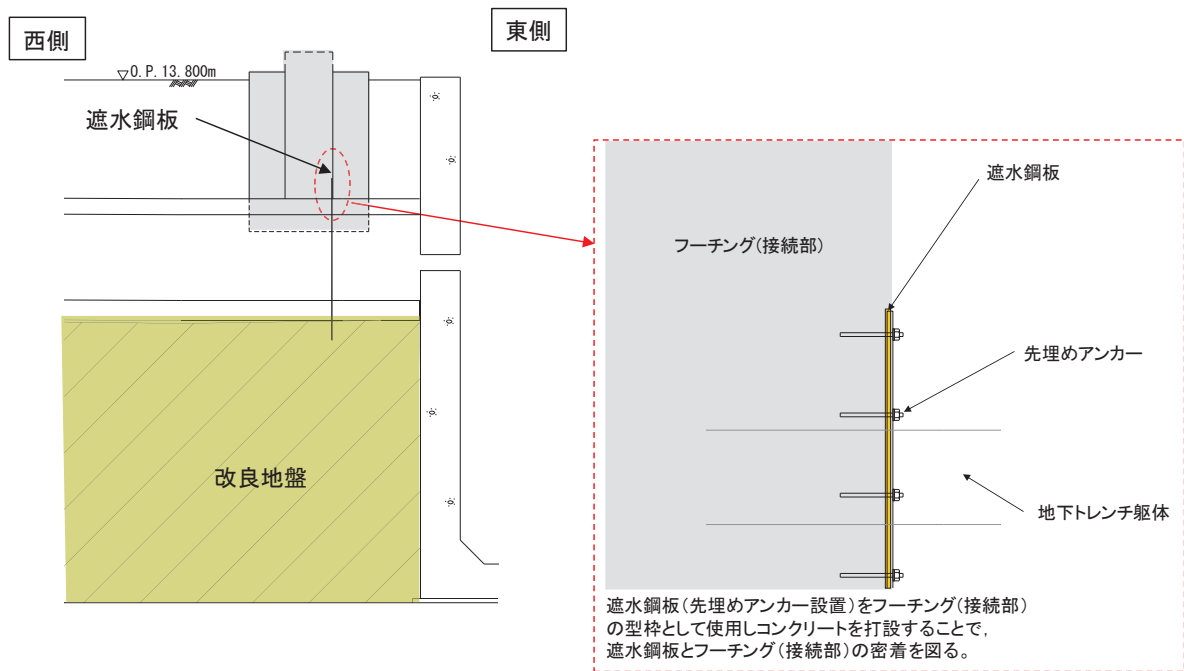 西側
東側
▽O.P.13.800m
遮水鋼板
改良地盤
遮水鋼板
フーチング(接続部)
先埋めアンカー
地下トレンチ躯体
遮水鋼板(先埋めアンカー設置)をフーチング(接続部)
の型枠として使用しコンクリートを打設することで,
遮水鋼板とフーチング(接続部)の密着を図る。